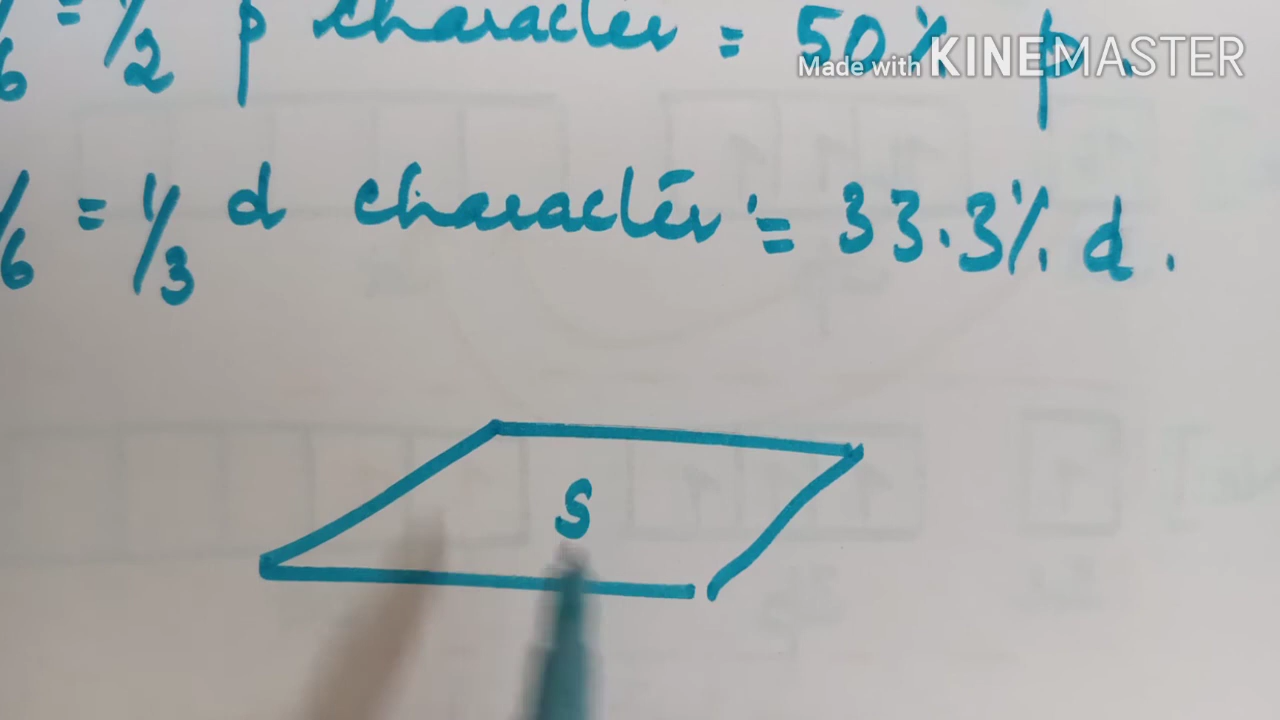 /6 = 1/2 p character = 50% p.
Made with KINEMASTER
/6 = 1/3 d character = 33.3% d.
S